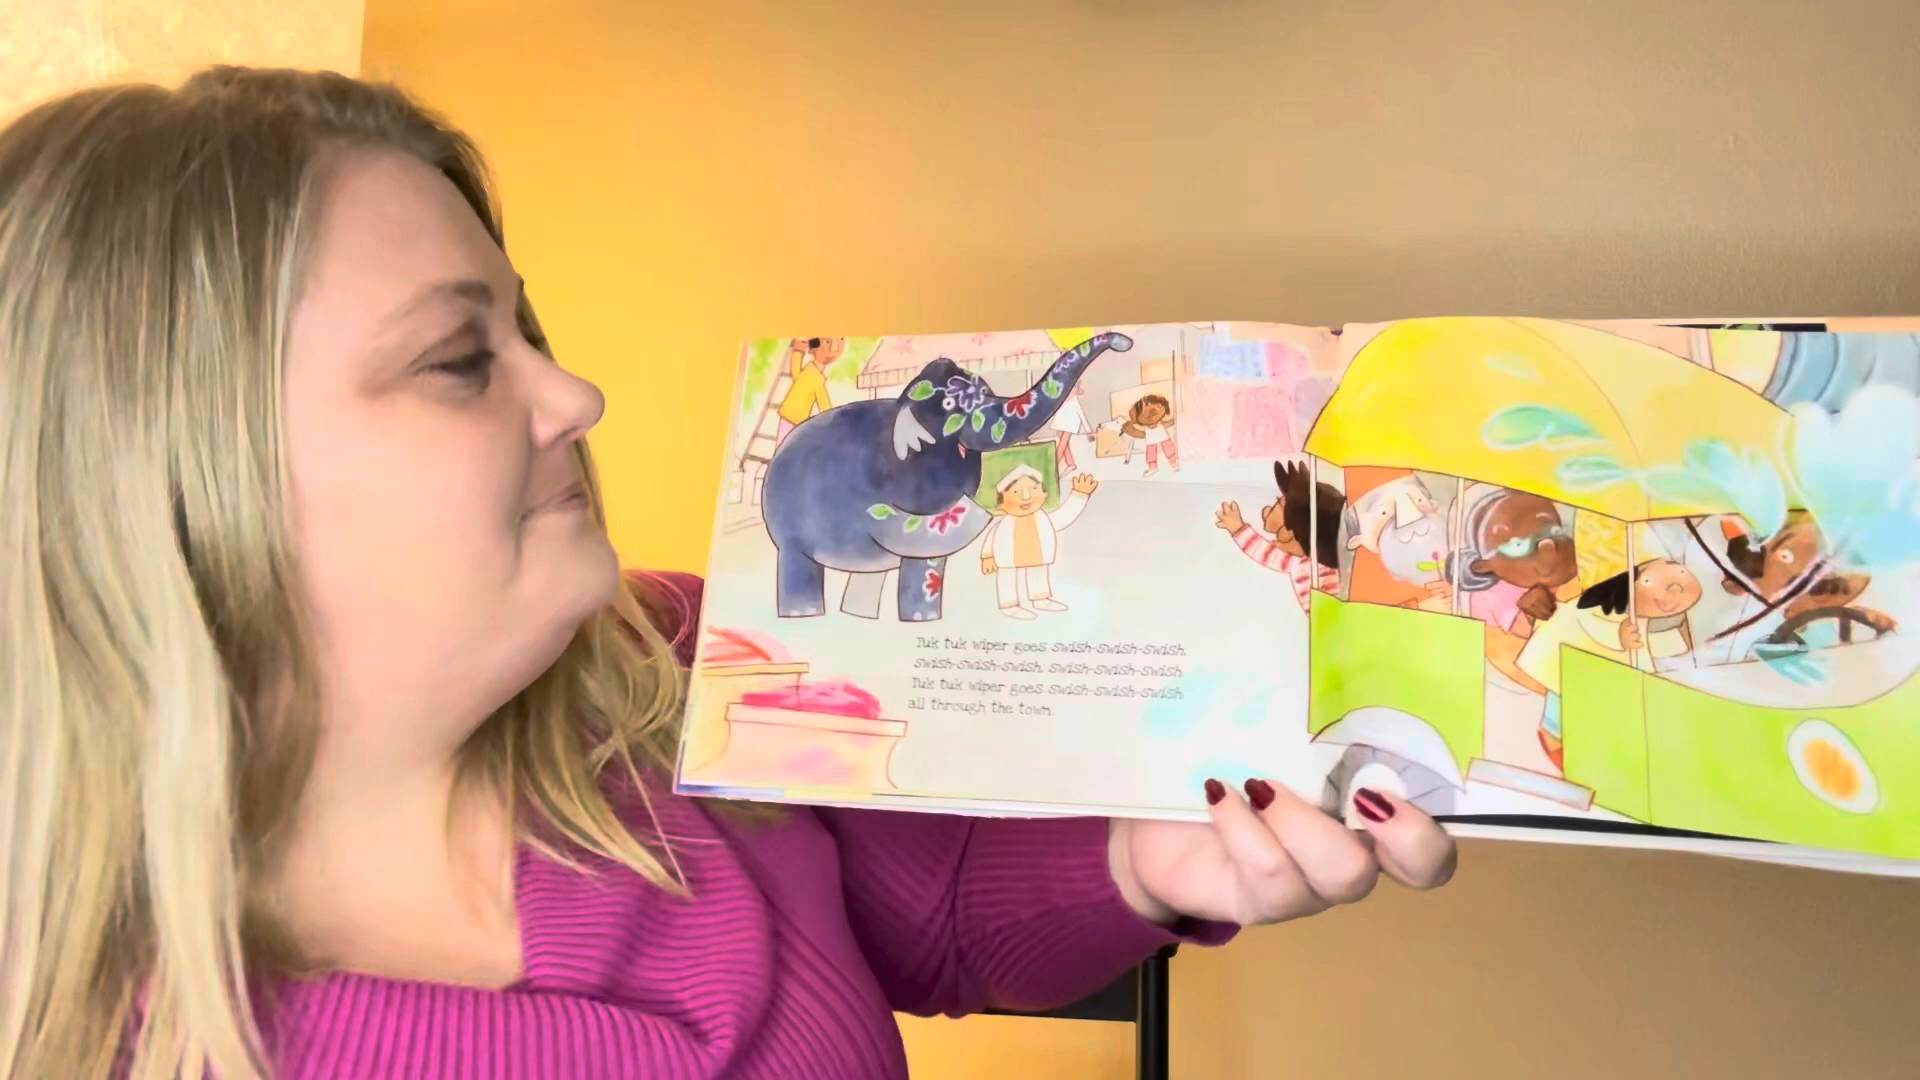 Tuk tuk wiper goes swish-swish-swish,
swish-swish-swish, swish-swish-swish.
Tuk tuk wiper goes swish-swish-swish
all through the town.